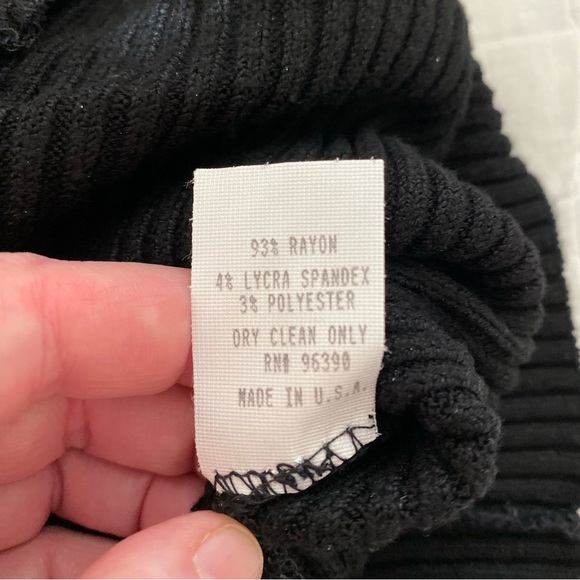 93% RAYON
4% LYCRA SPANDEX
3% POLYESTER
DRY CLEAN ONLY
RN# 96390
MADE IN U.S.A.